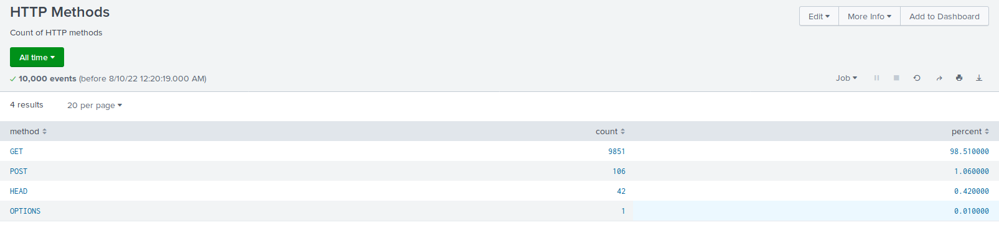 HTTP Methods
Edit More Info Add to Dashboard
Count of HTTP methods
All time
10,000 events (before 8/10/22 12:20:19.000 AM)
Job
4 results 20 per page
method count percent
GET 9851 98.510000
POST 106 1.060000
HEAD 42 0.420000
OPTIONS 1 0.010000